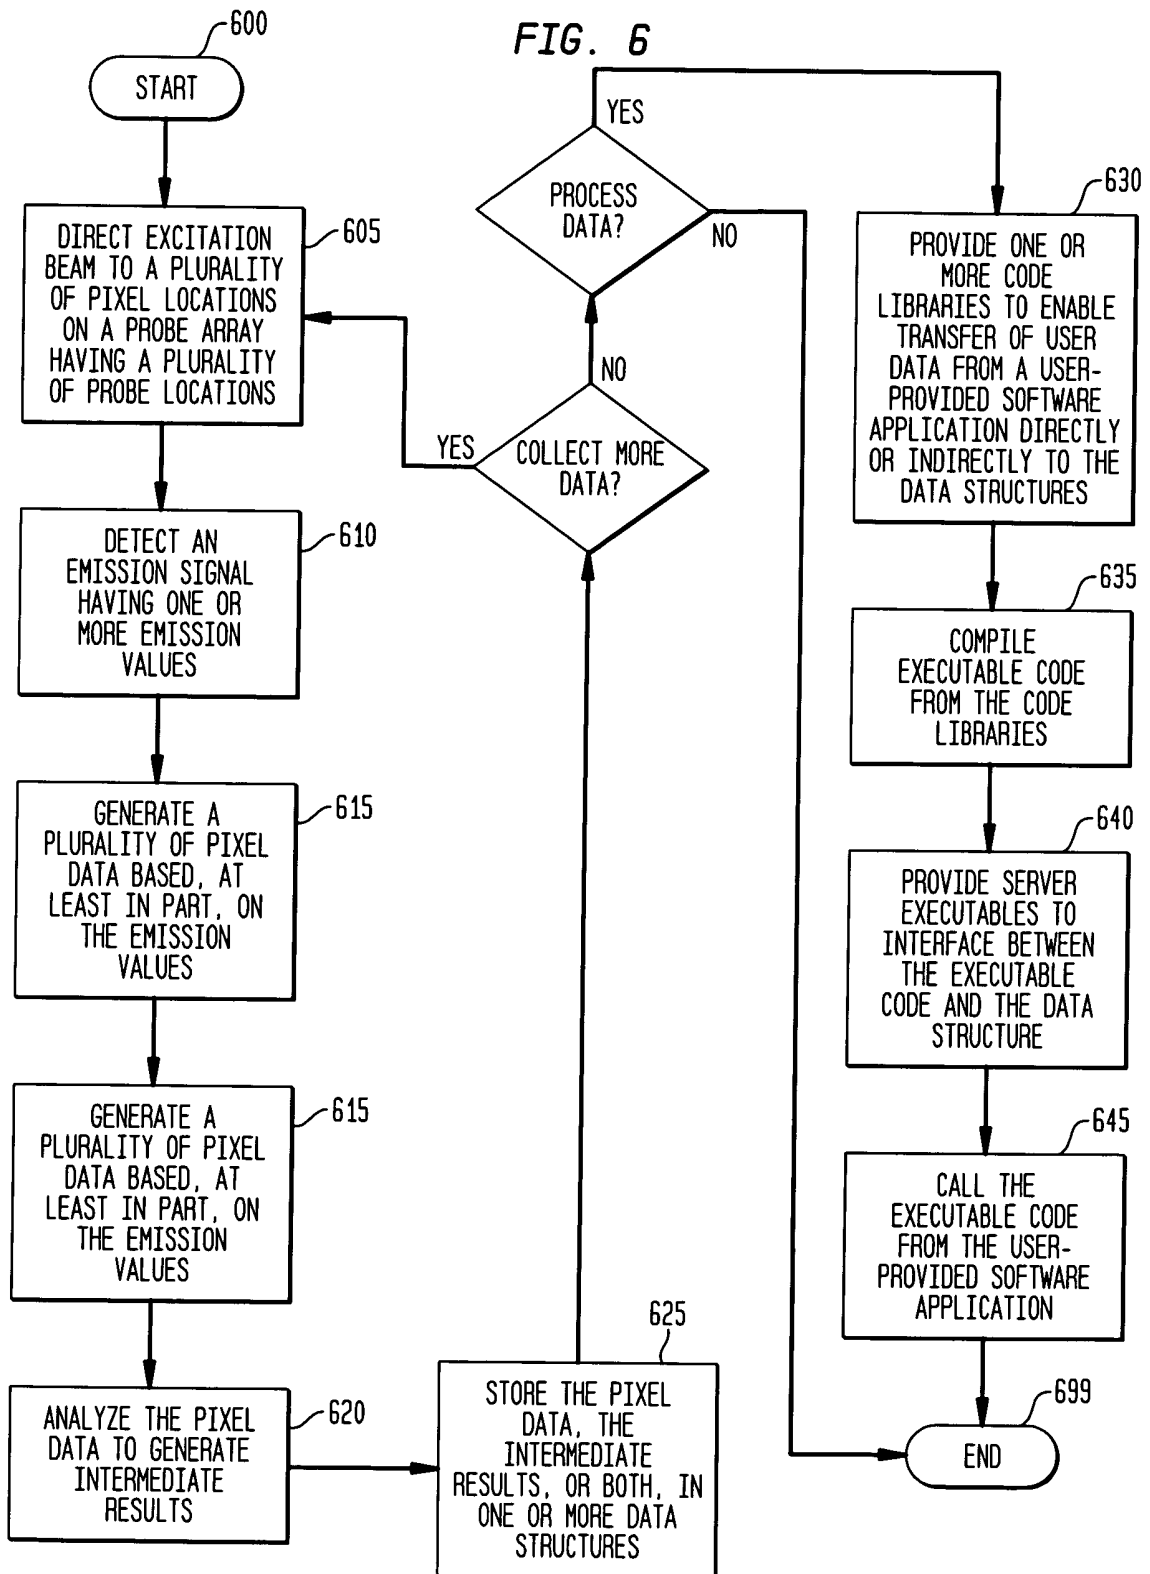 FIG. 6
600
START
605
DIRECT EXCITATION
BEAM TO A PLURALITY
OF PIXEL LOCATIONS
ON A PROBE ARRAY
HAVING A PLURALITY
OF PROBE LOCATIONS
610
DETECT AN
EMISSION SIGNAL
HAVING ONE OR
MORE EMISSION
VALUES
615
GENERATE A
PLURALITY OF PIXEL
DATA BASED, AT
LEAST IN PART, ON
THE EMISSION
VALUES
615
GENERATE A
PLURALITY OF PIXEL
DATA BASED, AT
LEAST IN PART, ON
THE EMISSION
VALUES
620
ANALYZE THE PIXEL
DATA TO GENERATE
INTERMEDIATE
RESULTS
625
STORE THE PIXEL
DATA, THE
INTERMEDIATE
RESULTS, OR BOTH, IN
ONE OR MORE DATA
STRUCTURES
COLLECT MORE
DATA?
YES
NO
PROCESS
DATA?
YES
NO
630
PROVIDE ONE OR
MORE CODE
LIBRARIES TO ENABLE
TRANSFER OF USER
DATA FROM A USER-
PROVIDED SOFTWARE
APPLICATION DIRECTLY
OR INDIRECTLY TO THE
DATA STRUCTURES
635
COMPILE
EXECUTABLE CODE
FROM THE CODE
LIBRARIES
640
PROVIDE SERVER
EXECUTABLES TO
INTERFACE BETWEEN
THE EXECUTABLE
CODE AND THE DATA
STRUCTURE
645
CALL THE
EXECUTABLE CODE
FROM THE USER-
PROVIDED SOFTWARE
APPLICATION
699
END